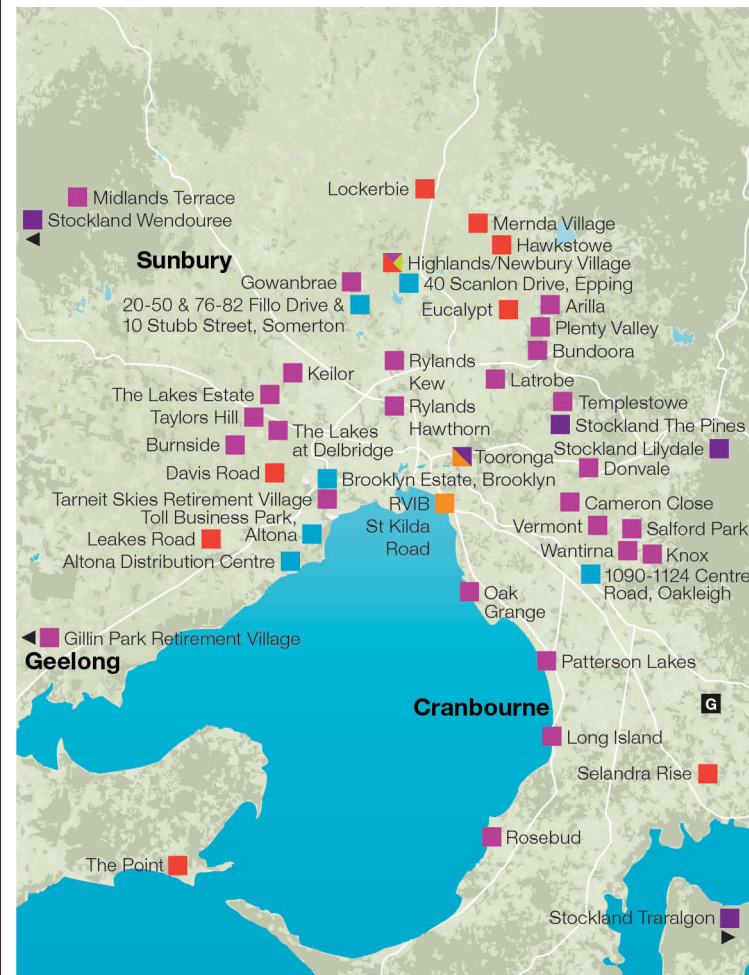 Lockerbie
Midlands Terrace
Stockland Wendouree
Mernda Village
Hawkstowe
Sunbury
Highlands/Newbury Village
Gowanbrae
40 Scanlon Drive, Epping
20-50 & 76-82 Fillo Drive &
10 Stubb Street, Somerton
Eucalypt
Arilla
Plenty Valley
Bundoora
Rylands
Kew
Keilor
Latrobe
The Lakes Estate
Rylands
Hawthorn
Templestowe
Taylors Hill
Stockland The Pines
The Lakes
at Delbridge
Burnside
Stockland Lilydale
Tooronga
Donvale
Davis Road
Brooklyn Estate, Brooklyn
Tarneit Skies Retirement Village
RVIB
St Kilda
Road
Cameron Close
Toll Business Park,
Altona
Vermont
Salford Park
Leakes Road
Wantirna
Knox
Altona Distribution Centre
1090-1124 Centre
Road, Oakleigh
Oak
Grange
Gillin Park Retirement Village
Geelong
Patterson Lakes
G
Cranbourne
Long Island
Selandra Rise
Rosebud
The Point
Stockland Traralgon